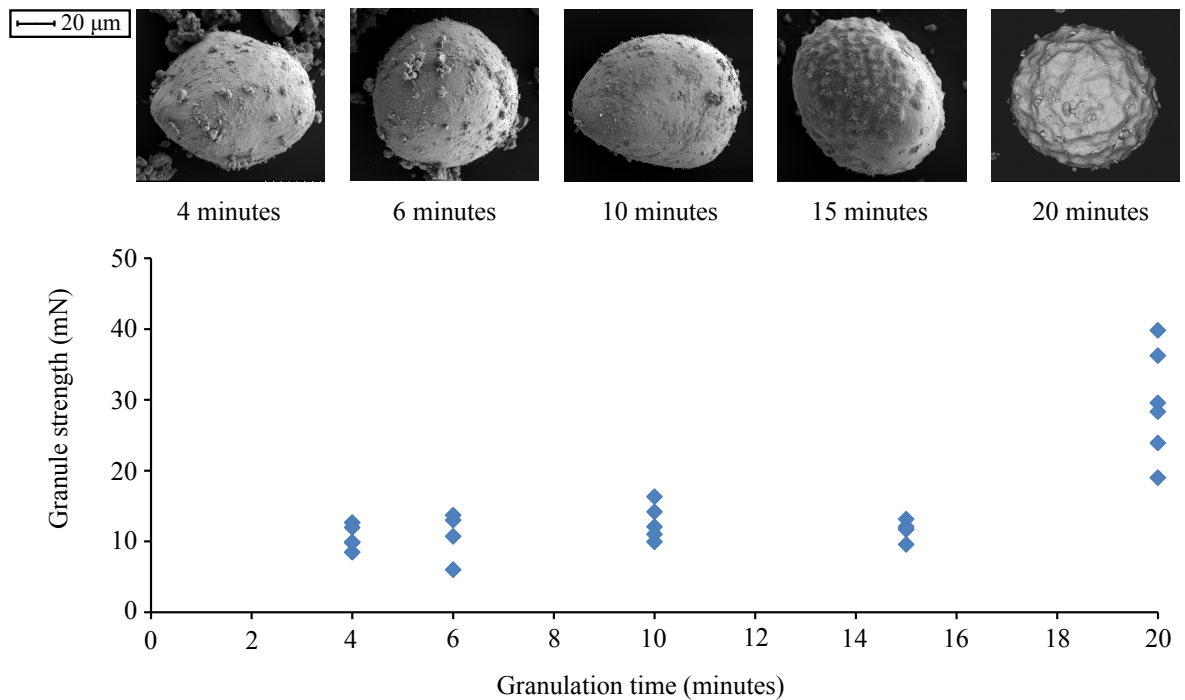 20 μm
4 minutes
6 minutes
10 minutes
15 minutes
20 minutes
50
40
30
20
10
0
Granule strength (mN)
0
2
4
6
8
10
12
14
16
18
20
Granulation time (minutes)